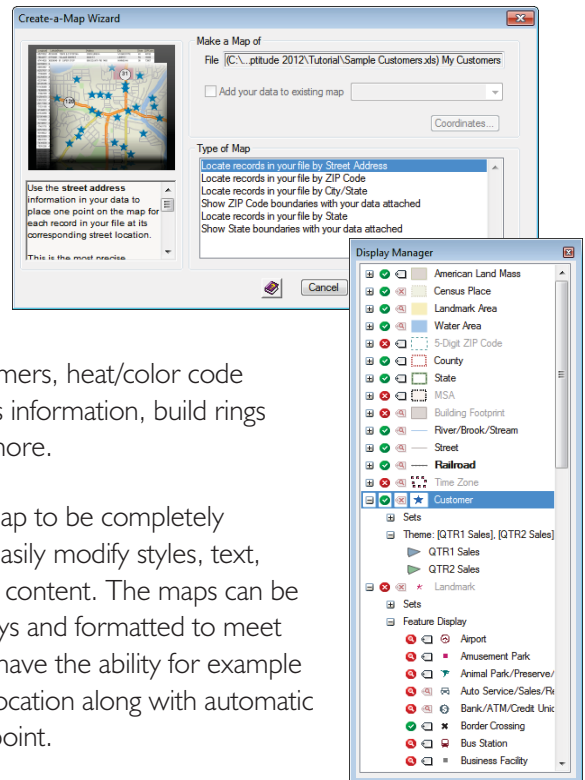 Create-a-Map Wizard
Make a Map of
File (C:\...ptitude 2012\Tutorial\Sample Customers.xls) My Customers
Add your data to existing map
Coordinates...
Type of Map
Locate records in your file by Street Address
Locate records in your file by ZIP Code
Locate records in your file by City/State
Show ZIP Code boundaries with your data attached
Locate records in your file by State
Show State boundaries with your data attached
Use the street address
information in your data to
place one point on the map for
each record in your file at its
corresponding street location.
This is the most precise
Cancel
Display Manager
American Land Mass
Census Place
Landmark Area
Water Area
5-Digit ZIP Code
County
State
MSA
Building Footprint
River/Brook/Stream
Street
Railroad
Time Zone
Customer
Sets
Theme: [QTR1 Sales], [QTR2 Sales]
QTR1 Sales
QTR2 Sales
Landmark
Sets
Feature Display
Airport
Amusement Park
Animal Park/Preserve/
Auto Service/Sales/Re
Bank/ATM/Credit Unio
Border Crossing
Bus Station
Business Facility
mers, heat/color code
s information, build rings
more.
ap to be completely
asily modify styles, text,
content. The maps can be
ys and formatted to meet
have the ability for example
ocation along with automatic
point.